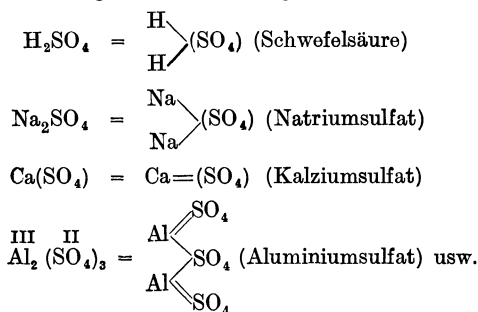 H
H₂SO₄ = (SO₄) (Schwefelsäure)
H
Na
Na₂SO₄ = (SO₄) (Natriumsulfat)
Na
Ca(SO₄) = Ca=(SO₄) (Kalziumsulfat)
SO₄
III II
Al
Al₂ (SO₄)₃ = SO₄ (Aluminiumsulfat) usw.
Al
SO₄